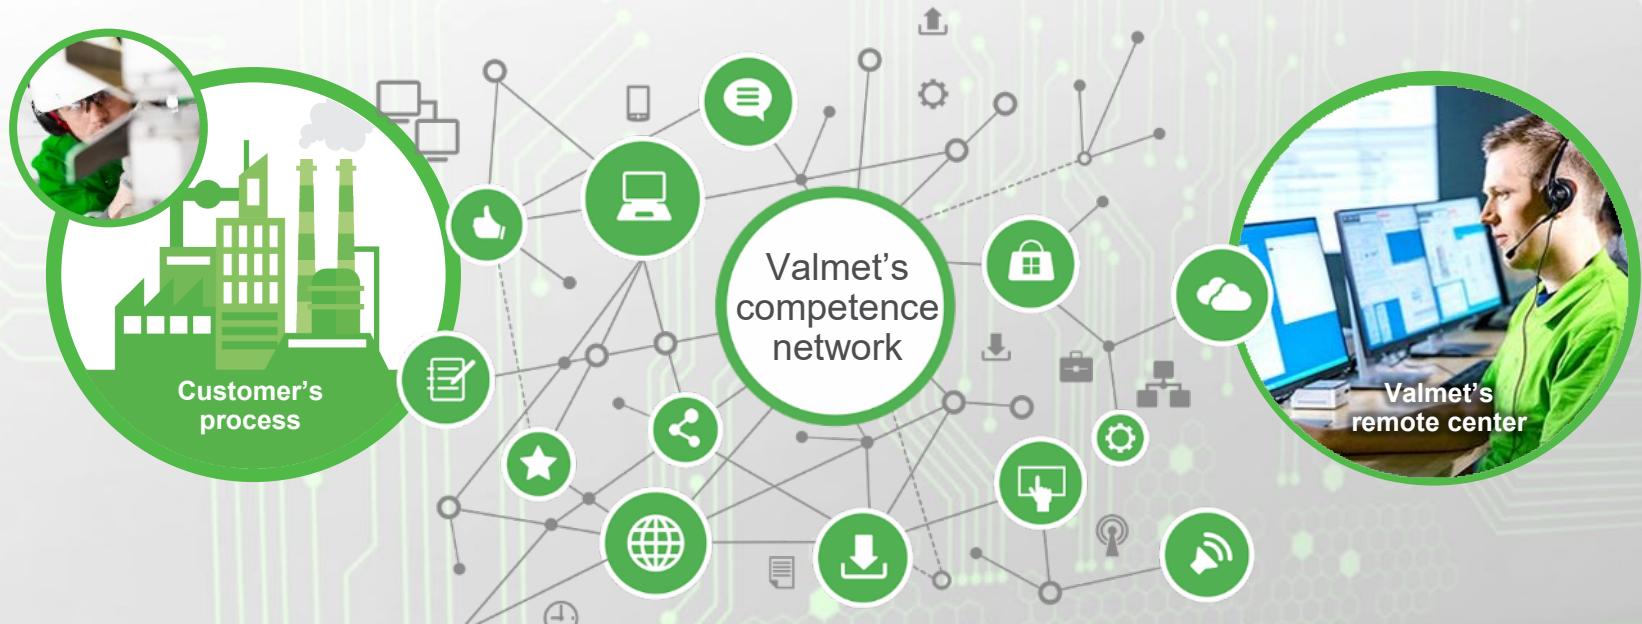 Customer’s
process
Valmet’s
competence
network
Valmet’s
remote center